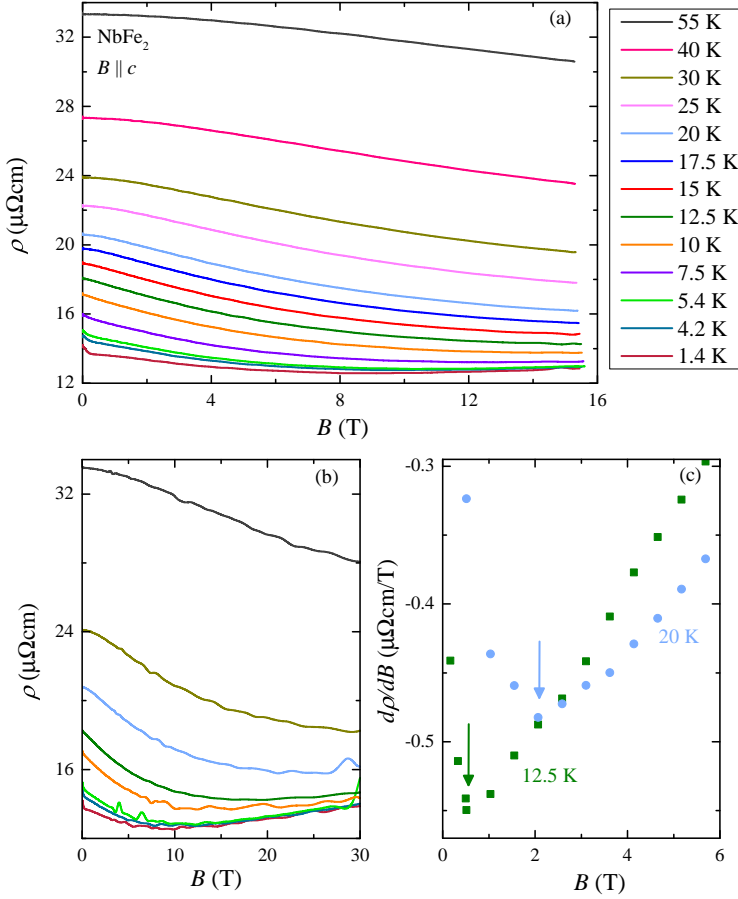 (a)
NbFe₂
B || c
ρ (μΩcm)
32
28
24
20
16
12
0
4
8
12
16
B (T)
55 K
40 K
30 K
25 K
20 K
17.5 K
15 K
12.5 K
10 K
7.5 K
5.4 K
4.2 K
1.4 K
(b)
ρ (μΩcm)
32
24
16
0
10
20
30
B (T)
(c)
dρ/dB (μΩcm/T)
-0.3
-0.4
-0.5
20 K
12.5 K
0
2
4
6
B (T)